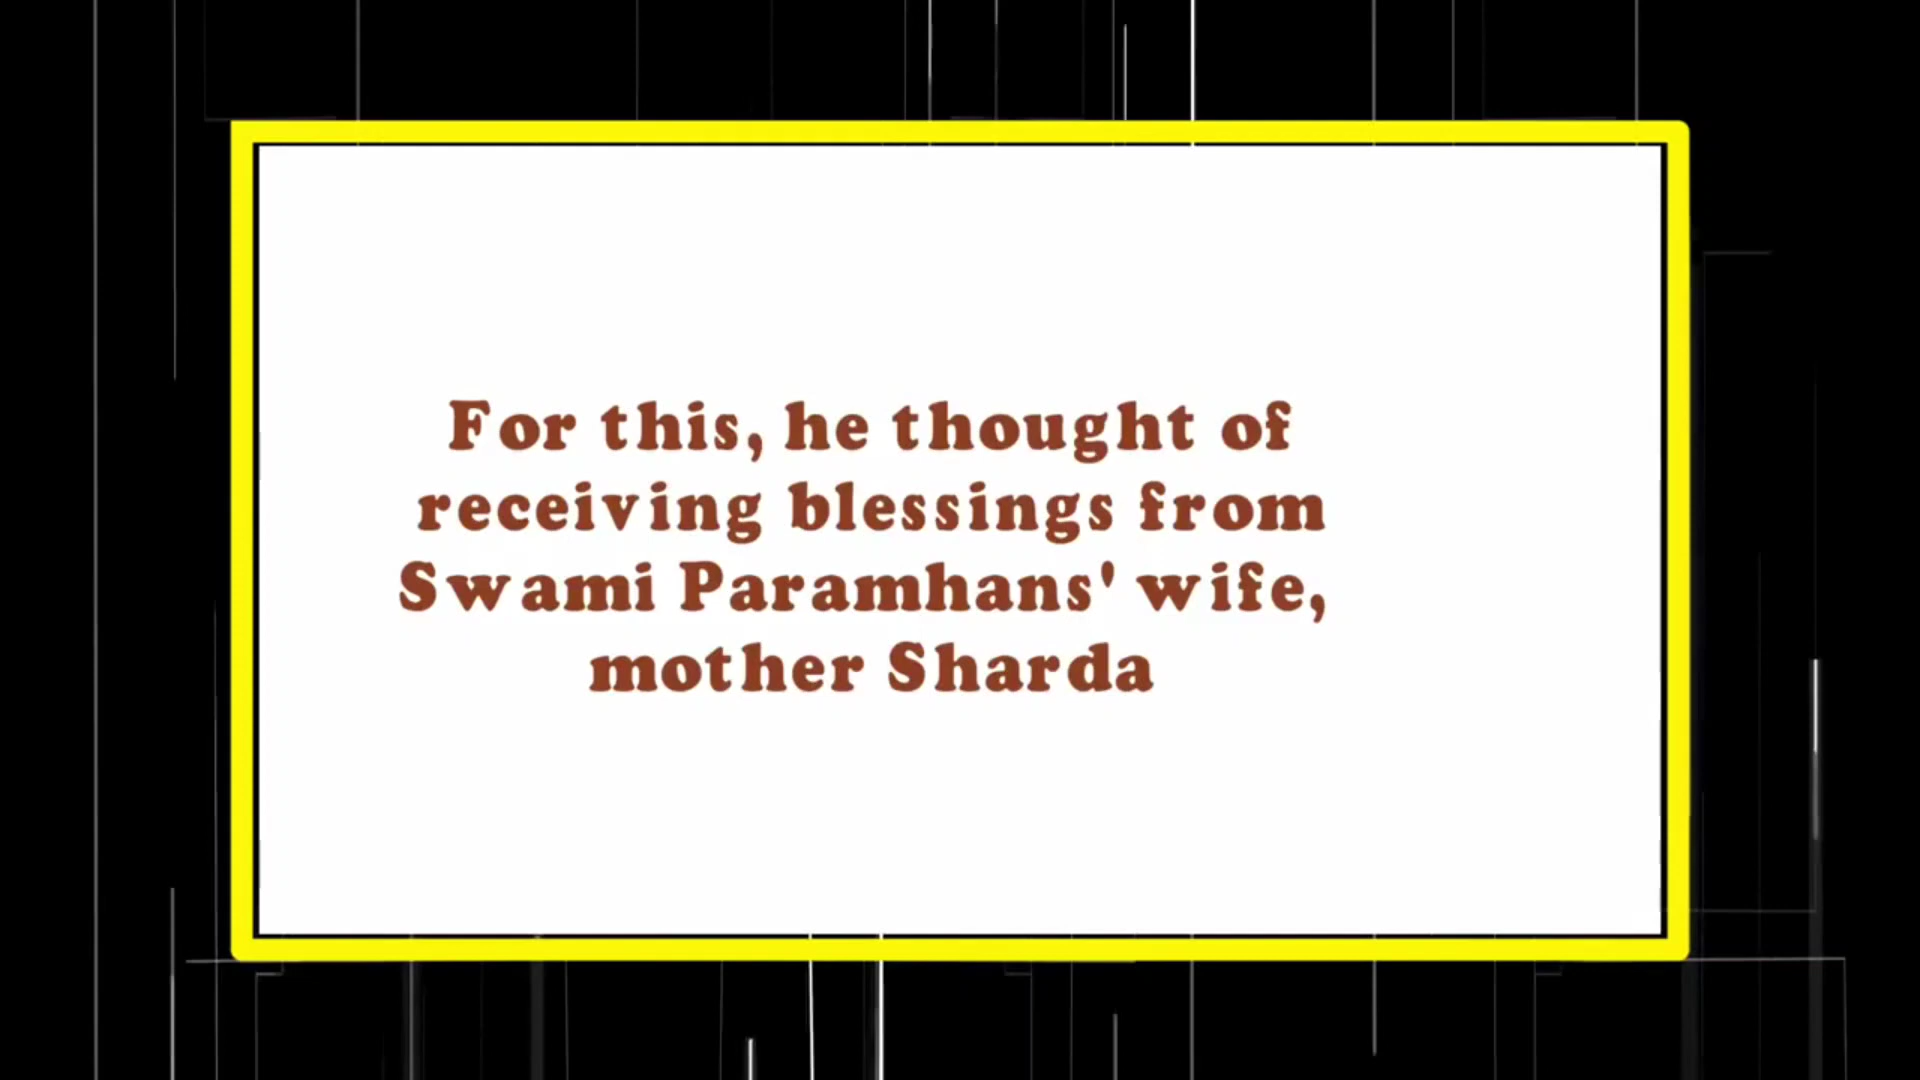 For this, he thought of
receiving blessings from
Swami Paramhans' wife,
mother Sharda